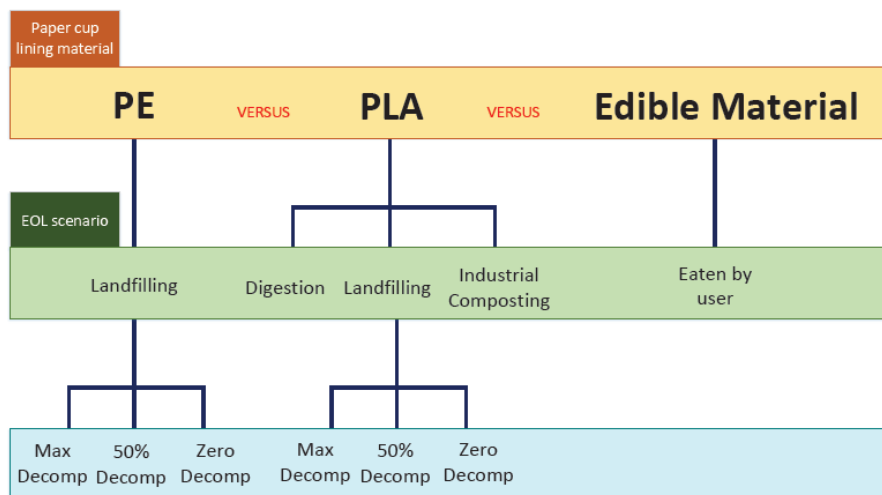 Paper cup
lining material
PE VERSUS PLA VERSUS Edible Material
EOL scenario
Landfilling
Digestion
Landfilling
Industrial
Composting
Eaten by
user
Max
Decomp
50%
Decomp
Zero
Decomp
Max
Decomp
50%
Decomp
Zero
Decomp